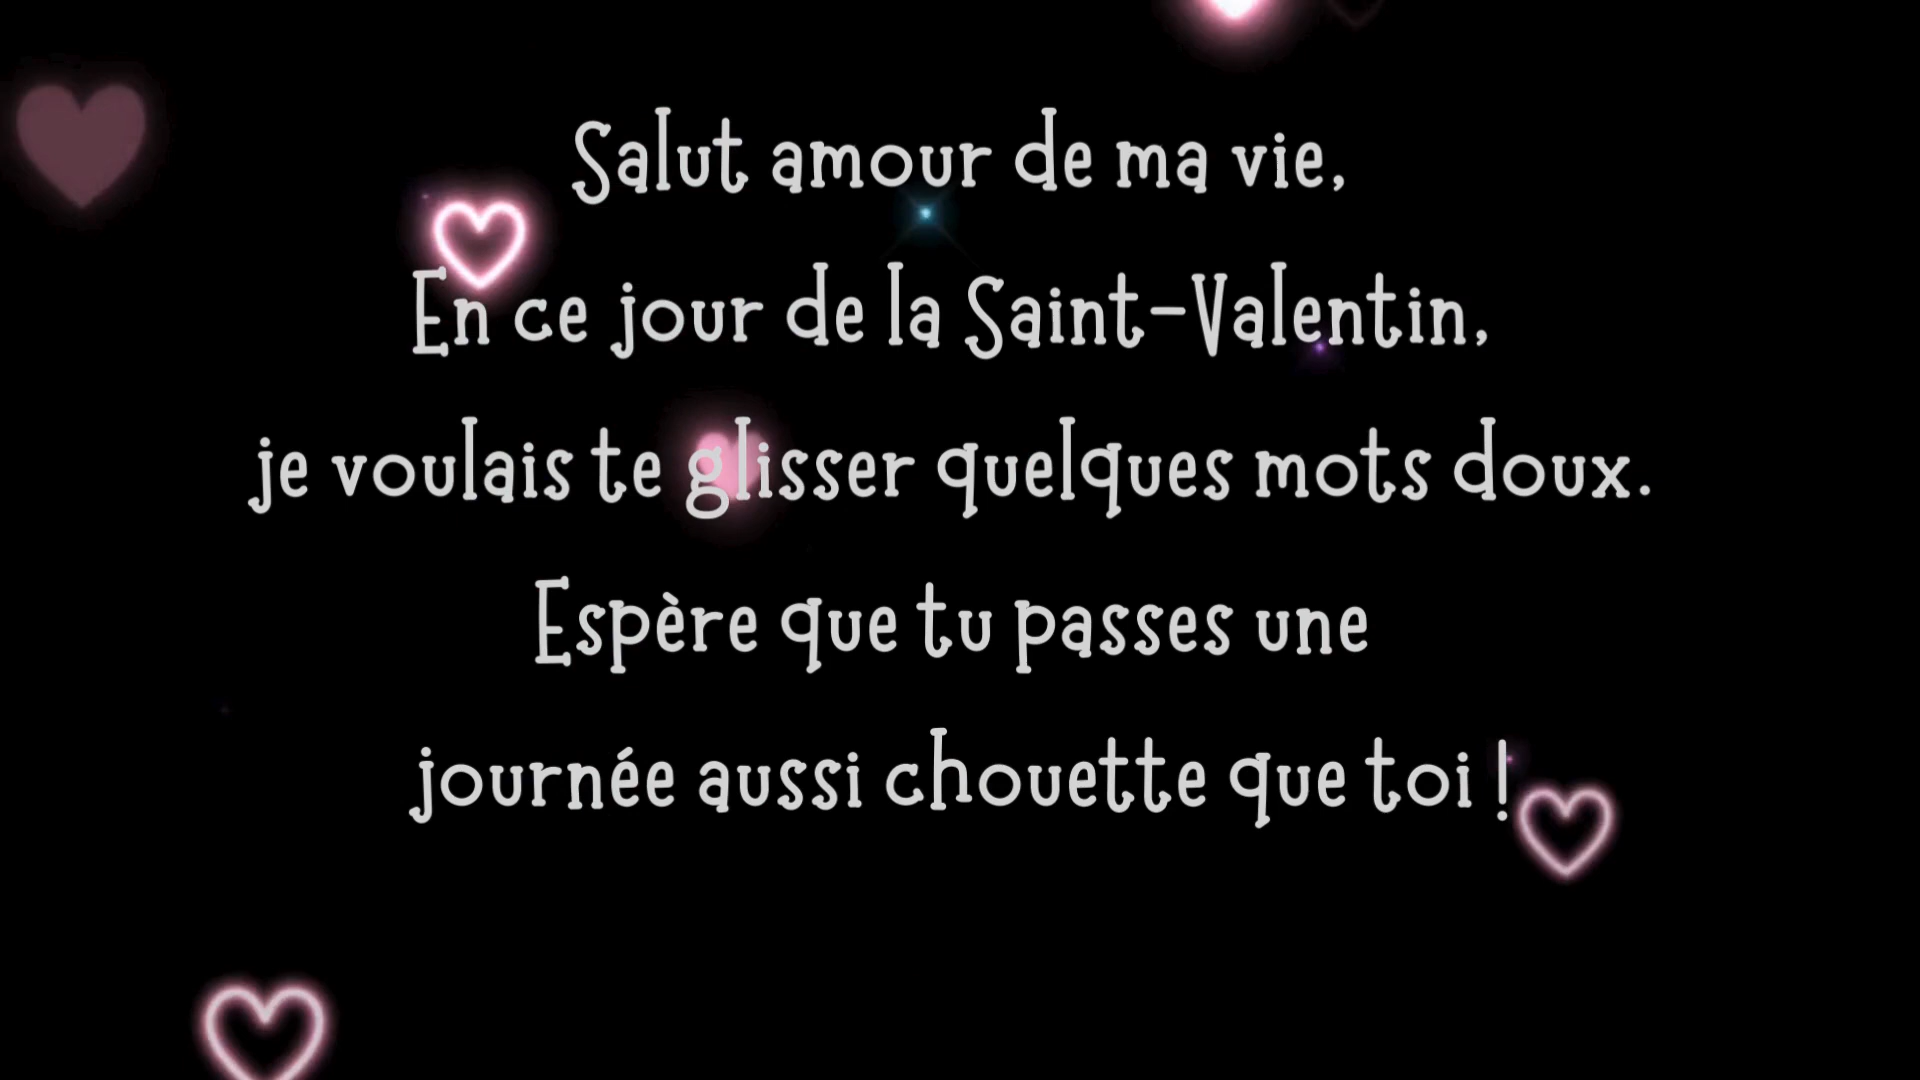 Salut amour de ma vie,
En ce jour de la Saint-Valentin,
je voulais te glisser quelques mots doux.
Espère que tu passes une
journée aussi chouette que toi !